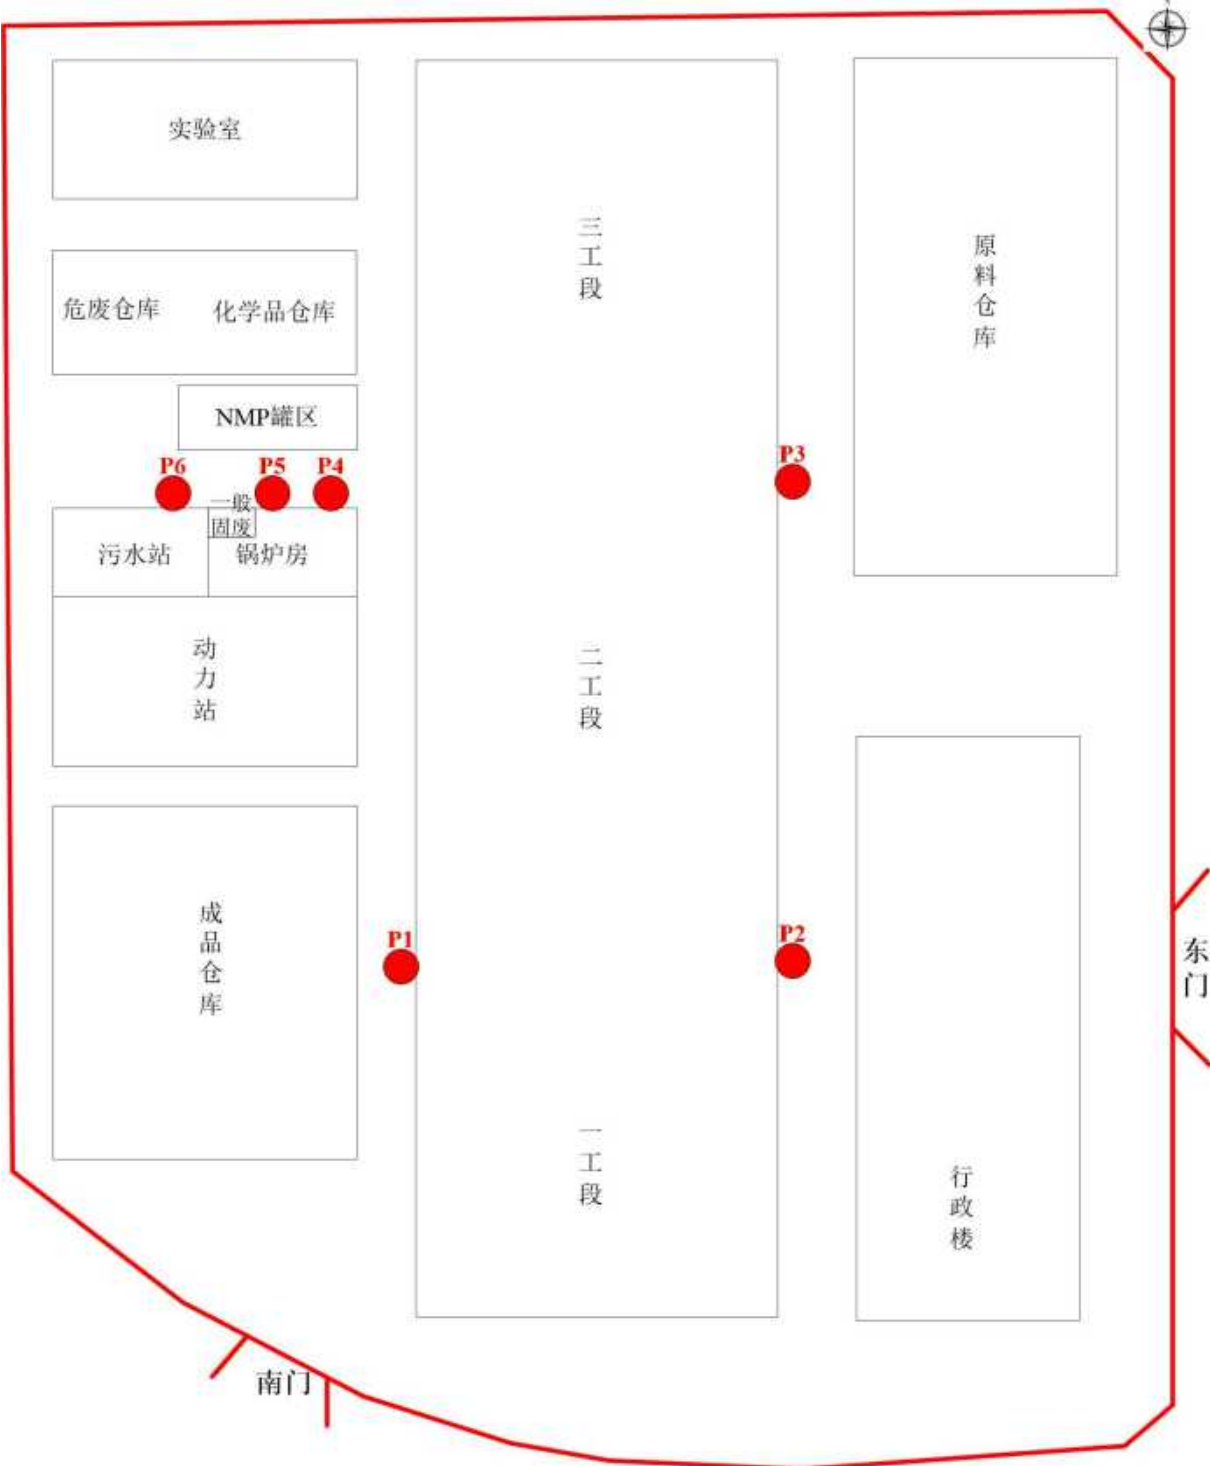 实验室
三工段
原料仓库
危废仓库
化学品仓库
NMP罐区
P6
P5
P4
P3
一般
固废
污水站
锅炉房
动力站
二工段
成品仓库
P1
P2
东门
一工段
行政楼
南门